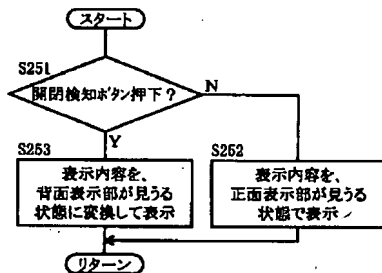 スタート
S251
開閉検知ボタン押下？
N
Y
S253
S252
表示内容を、
背面表示部が見うる
状態に変換して表示
表示内容を、
正面表示部が見うる
状態で表示
リターン